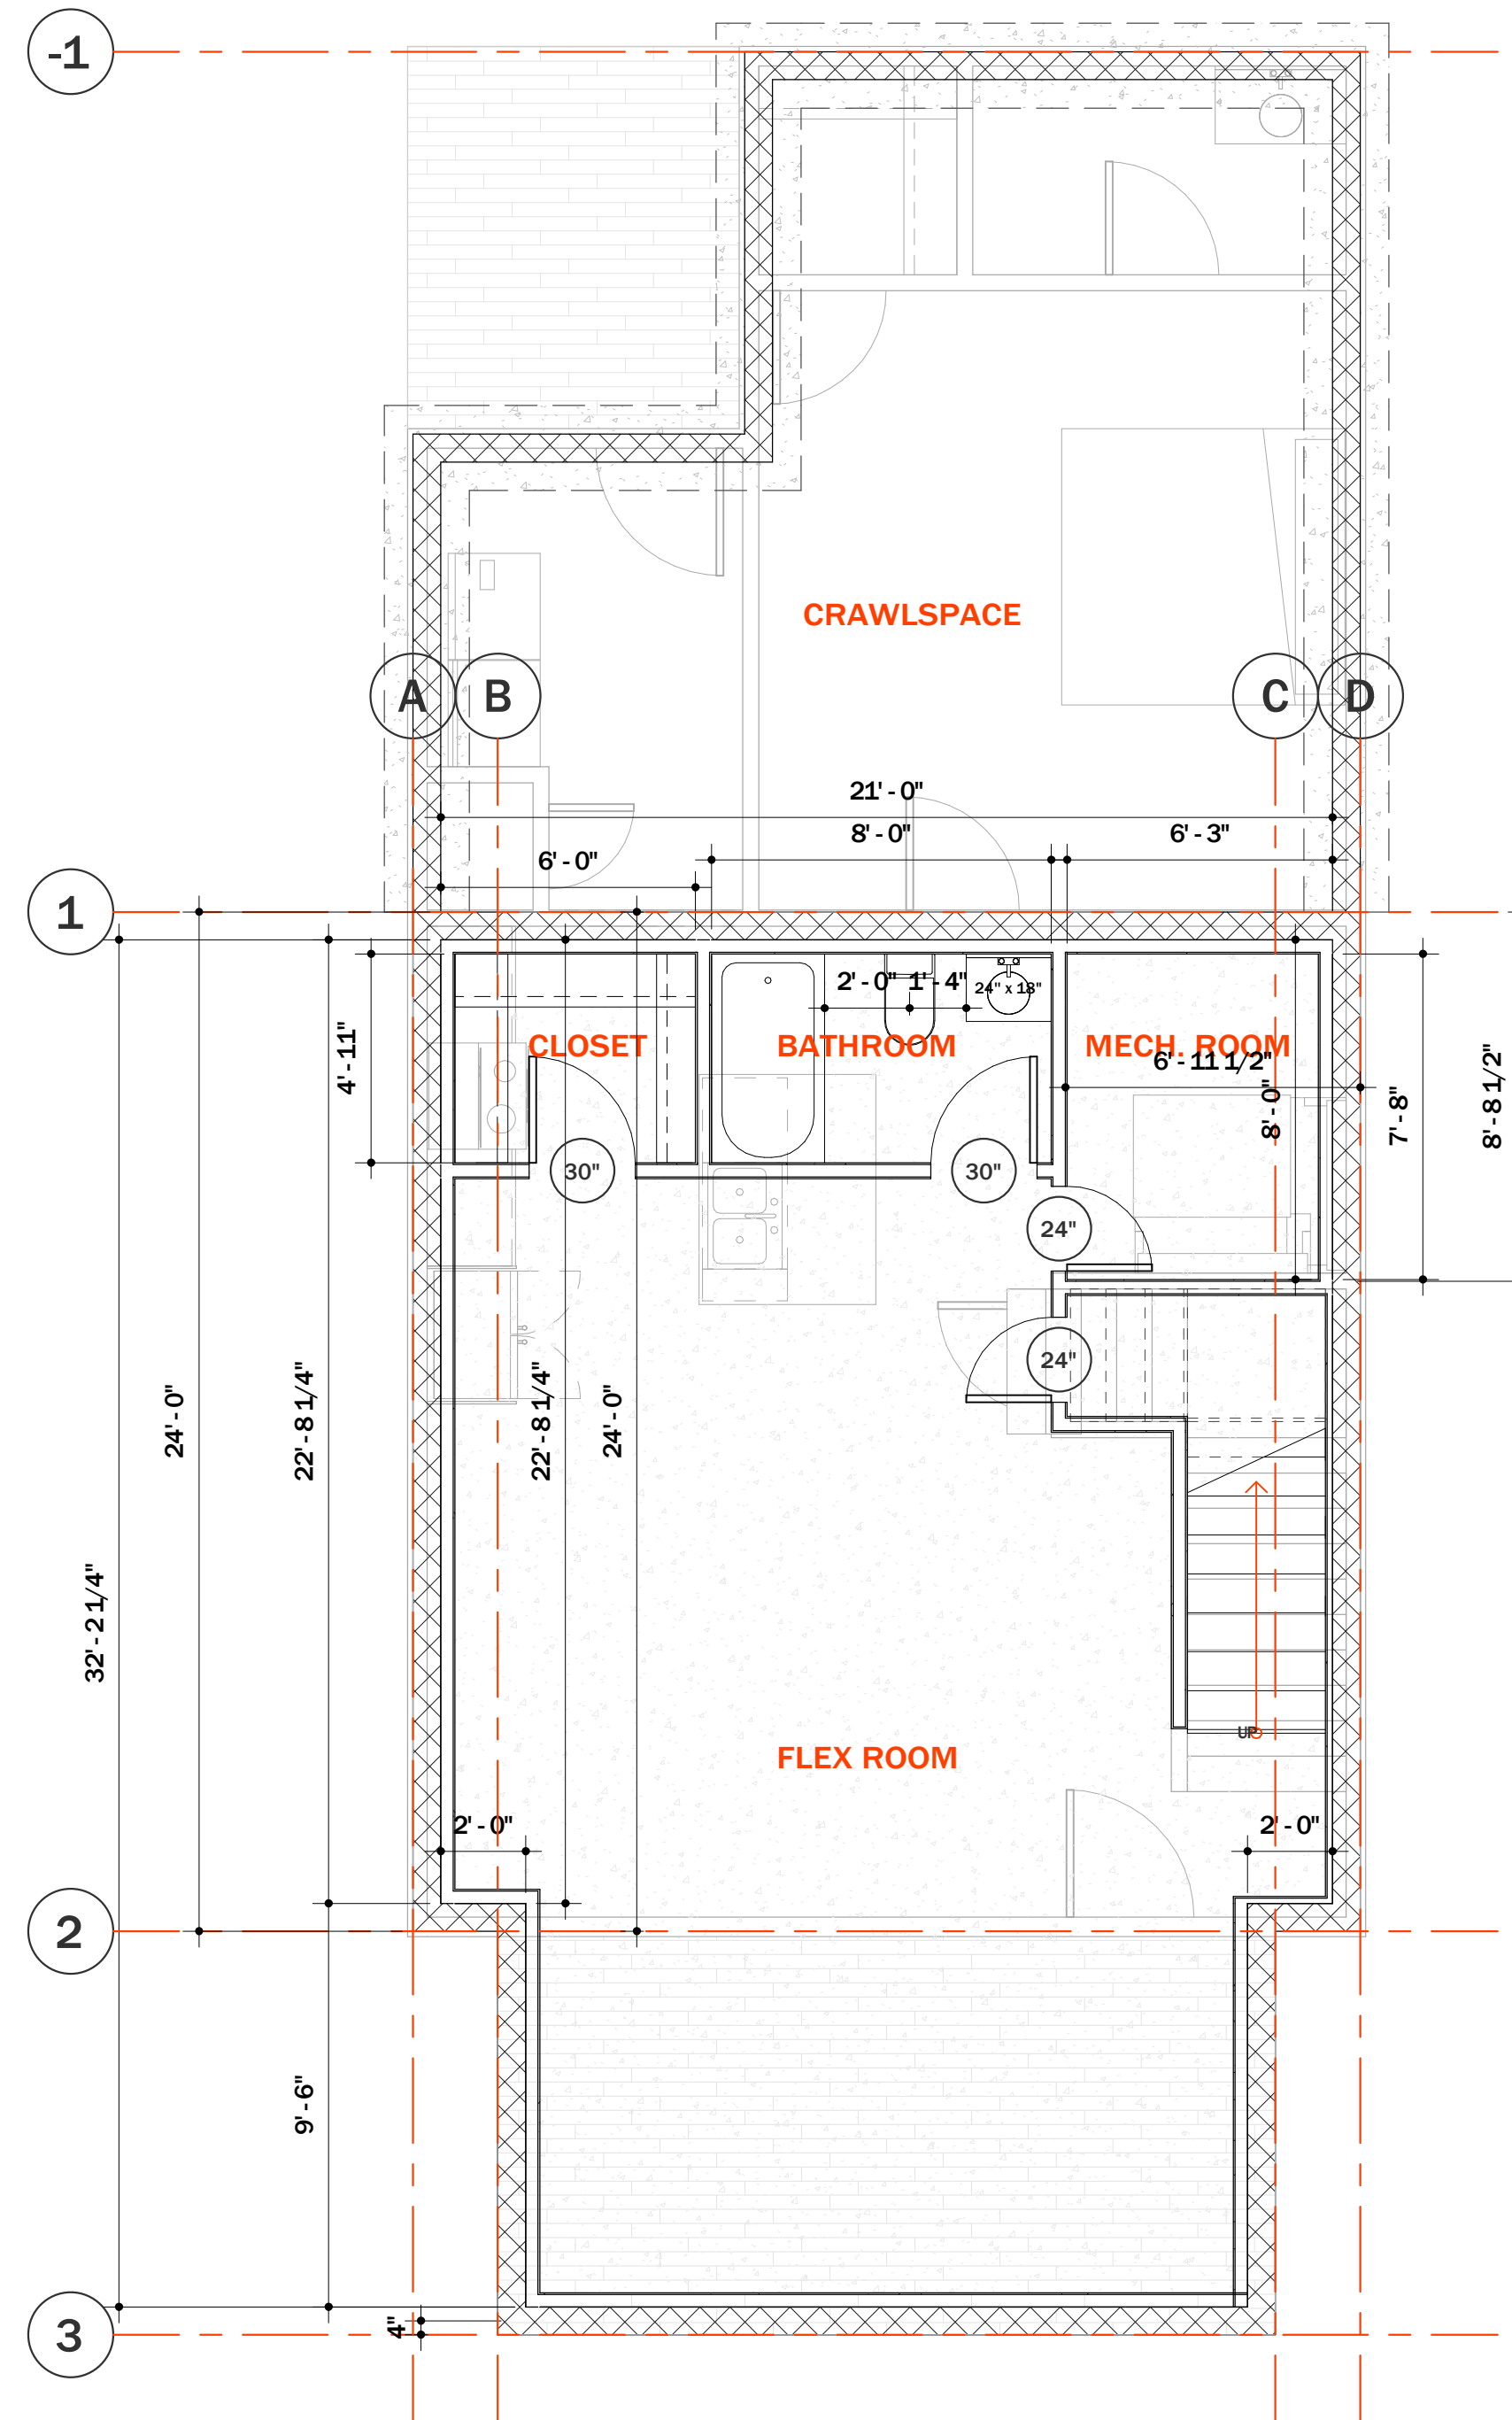 -1
CRAWLSPACE
A
B
C
D
21' - 0"
8' - 0"
6' - 3"
6' - 0"
1
2' - 0"
1' - 4"
24" x 18"
CLOSET
BATHROOM
MECH. ROOM
6' - 11 1/2"
4' - 11"
8' - 0"
7' - 8"
8' - 8 1/2"
30"
30"
24"
24"
24' - 0"
22' - 8 1/4"
22' - 8 1/4"
24' - 0"
32' - 2 1/4"
UP
FLEX ROOM
2' - 0"
2' - 0"
2
9' - 6"
4"
3